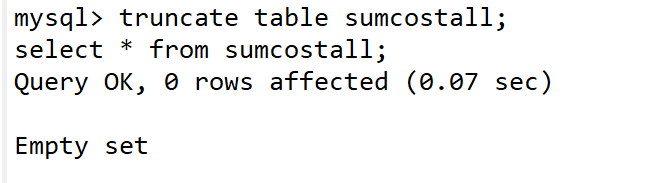 mysql> truncate table sumcostall;
select * from sumcostall;
Query OK, 0 rows affected (0.07 sec)
Empty set